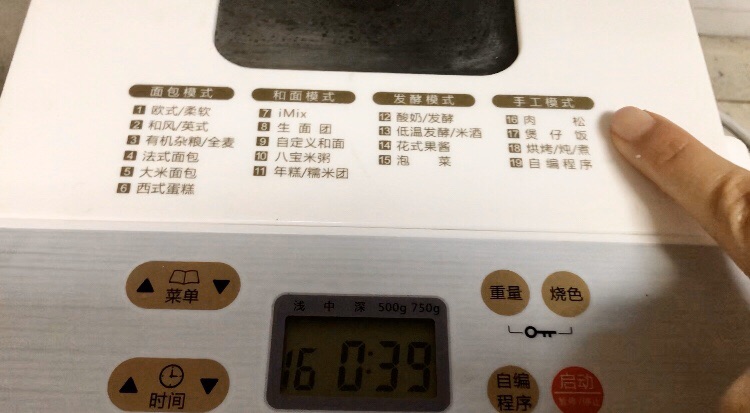 面包模式
1 欧式/柔软
2 和风/英式
3 有机杂粮/全麦
4 法式面包
5 大米面包
6 西式蛋糕
和面模式
7 iMix
8 生面团
9 自定义和面
10 八宝米粥
11 年糕/糯米团
发酵模式
12 酸奶/发酵
13 低温发酵/米酒
14 花式果酱
15 泡菜
手工模式
16 肉松
17 煲仔饭
18 烘烤/炖/煮
19 自编程序
菜单
时间
浅 中 深 500g 750g
16 0:39
重量
烧色
自编
程序
启动